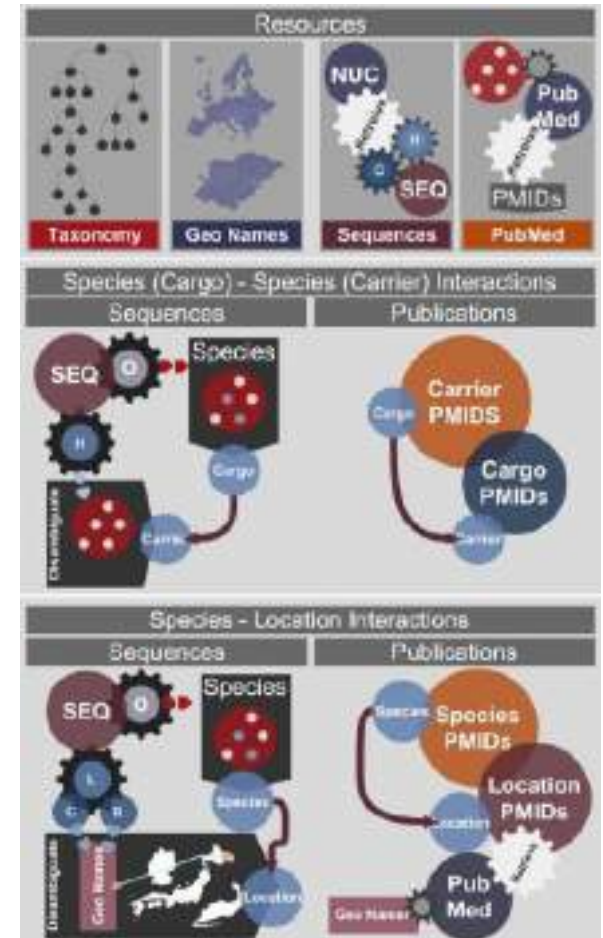 Resources
NUC
H
G
SEQ
Pub
Med
PMIDs
Taxonomy
Geo Names
Sequences
PubMed
Species (Cargo) - Species (Carrier) Interactions
Sequences
Publications
SEQ
O
Species
H
Cargo
Disambiguate
Carrier
Cargo
Carrier
PMIDS
Cargo
PMIDs
Carrier
Species - Location Interactions
Sequences
Publications
SEQ
O
Species
L
C
Species
Disambiguate
Geo Names
Location
Species
Species
PMIDs
Location
PMIDs
Location
Pub
Med
Geo Names